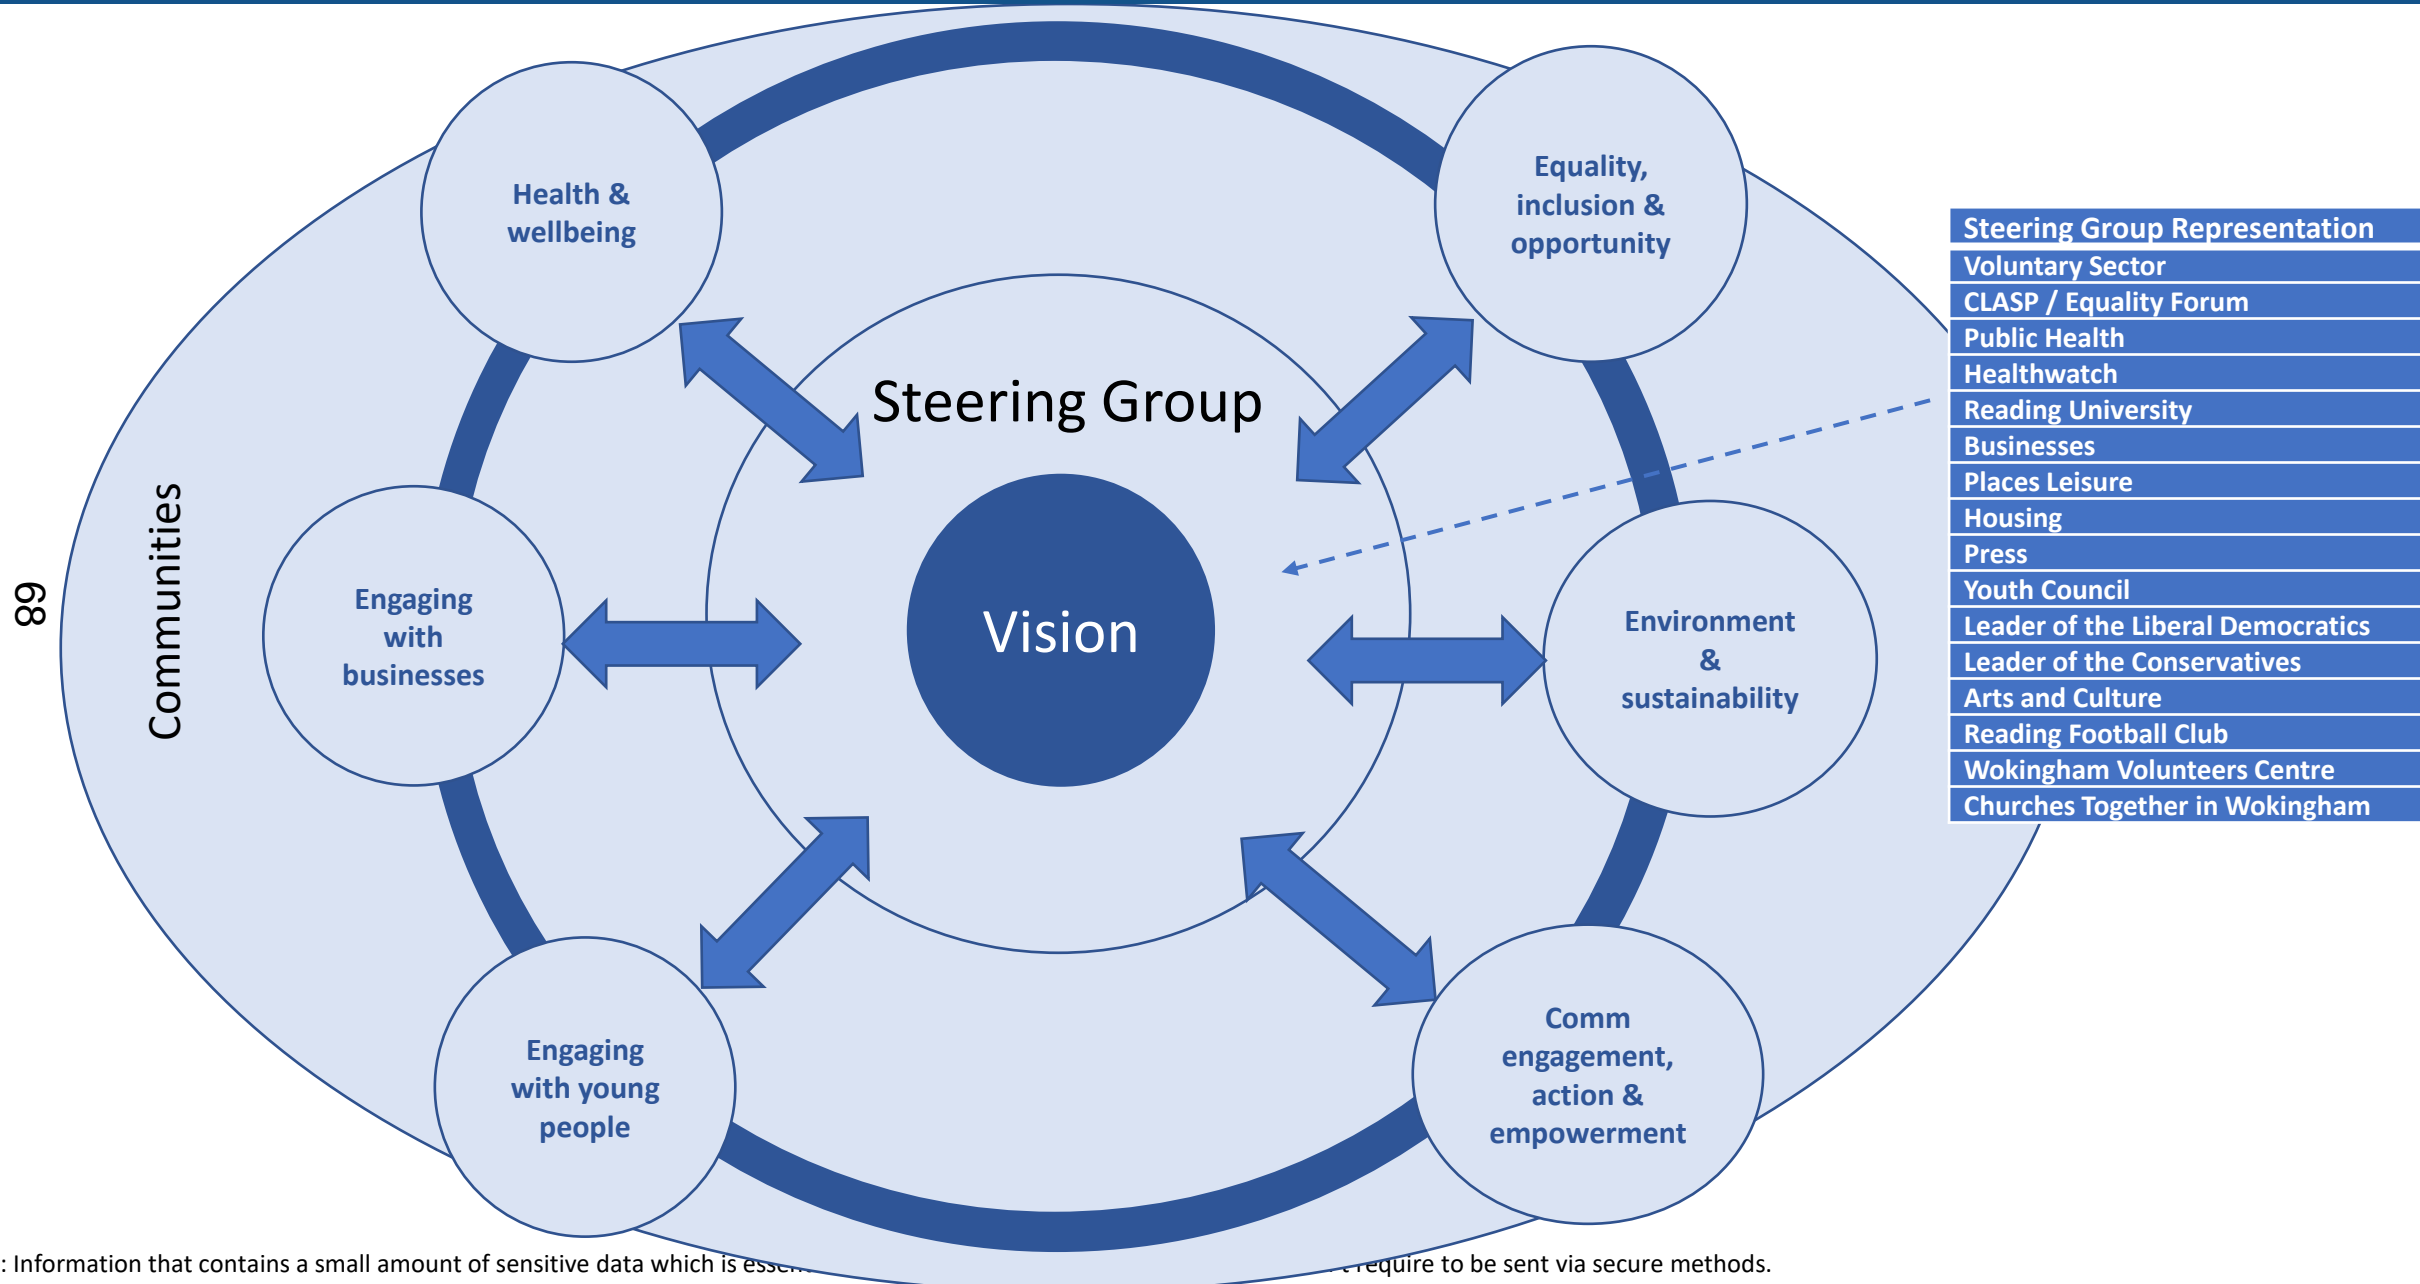 Health &
wellbeing
Equality,
inclusion &
opportunity
Steering Group
Vision
Communities
89
Engaging
with
businesses
Environment
&
sustainability
Engaging
with young
people
Comm
engagement,
action &
empowerment
Steering Group Representation
Voluntary Sector
CLASP / Equality Forum
Public Health
Healthwatch
Reading University
Businesses
Places Leisure
Housing
Press
Youth Council
Leader of the Liberal Democratics
Leader of the Conservatives
Arts and Culture
Reading Football Club
Wokingham Volunteers Centre
Churches Together in Wokingham
: Information that contains a small amount of sensitive data which is require to be sent via secure methods.